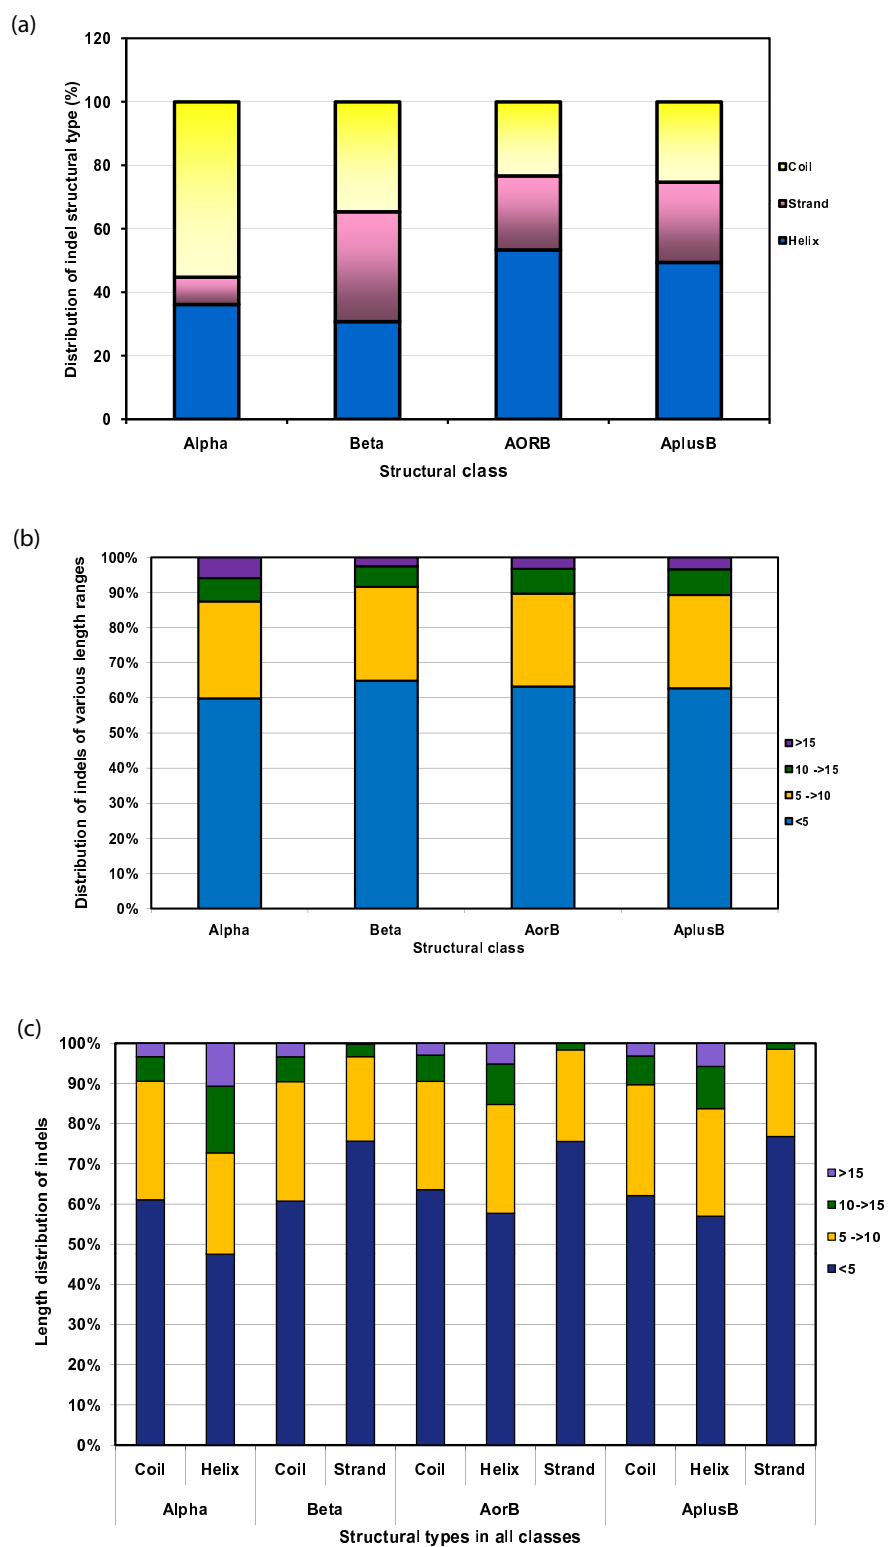 (a)
120
100
80
60
40
20
0
Distribution of indel structural type (%)
Alpha Beta AORB AplusB
Structural class
Coil
Strand
Helix
(b)
100%
90%
80%
70%
60%
50%
40%
30%
20%
10%
0%
Distribution of indels of various length ranges
Alpha Beta AorB AplusB
Structural class
>15
10 ->15
5 ->10
<5
(c)
100%
90%
80%
70%
60%
50%
40%
30%
20%
10%
0%
Length distribution of indels
Coil Helix Coil Strand Coil Helix Strand Coil Helix Strand
Alpha Beta AorB AplusB
Structural types in all classes
>15
10->15
5 ->10
<5